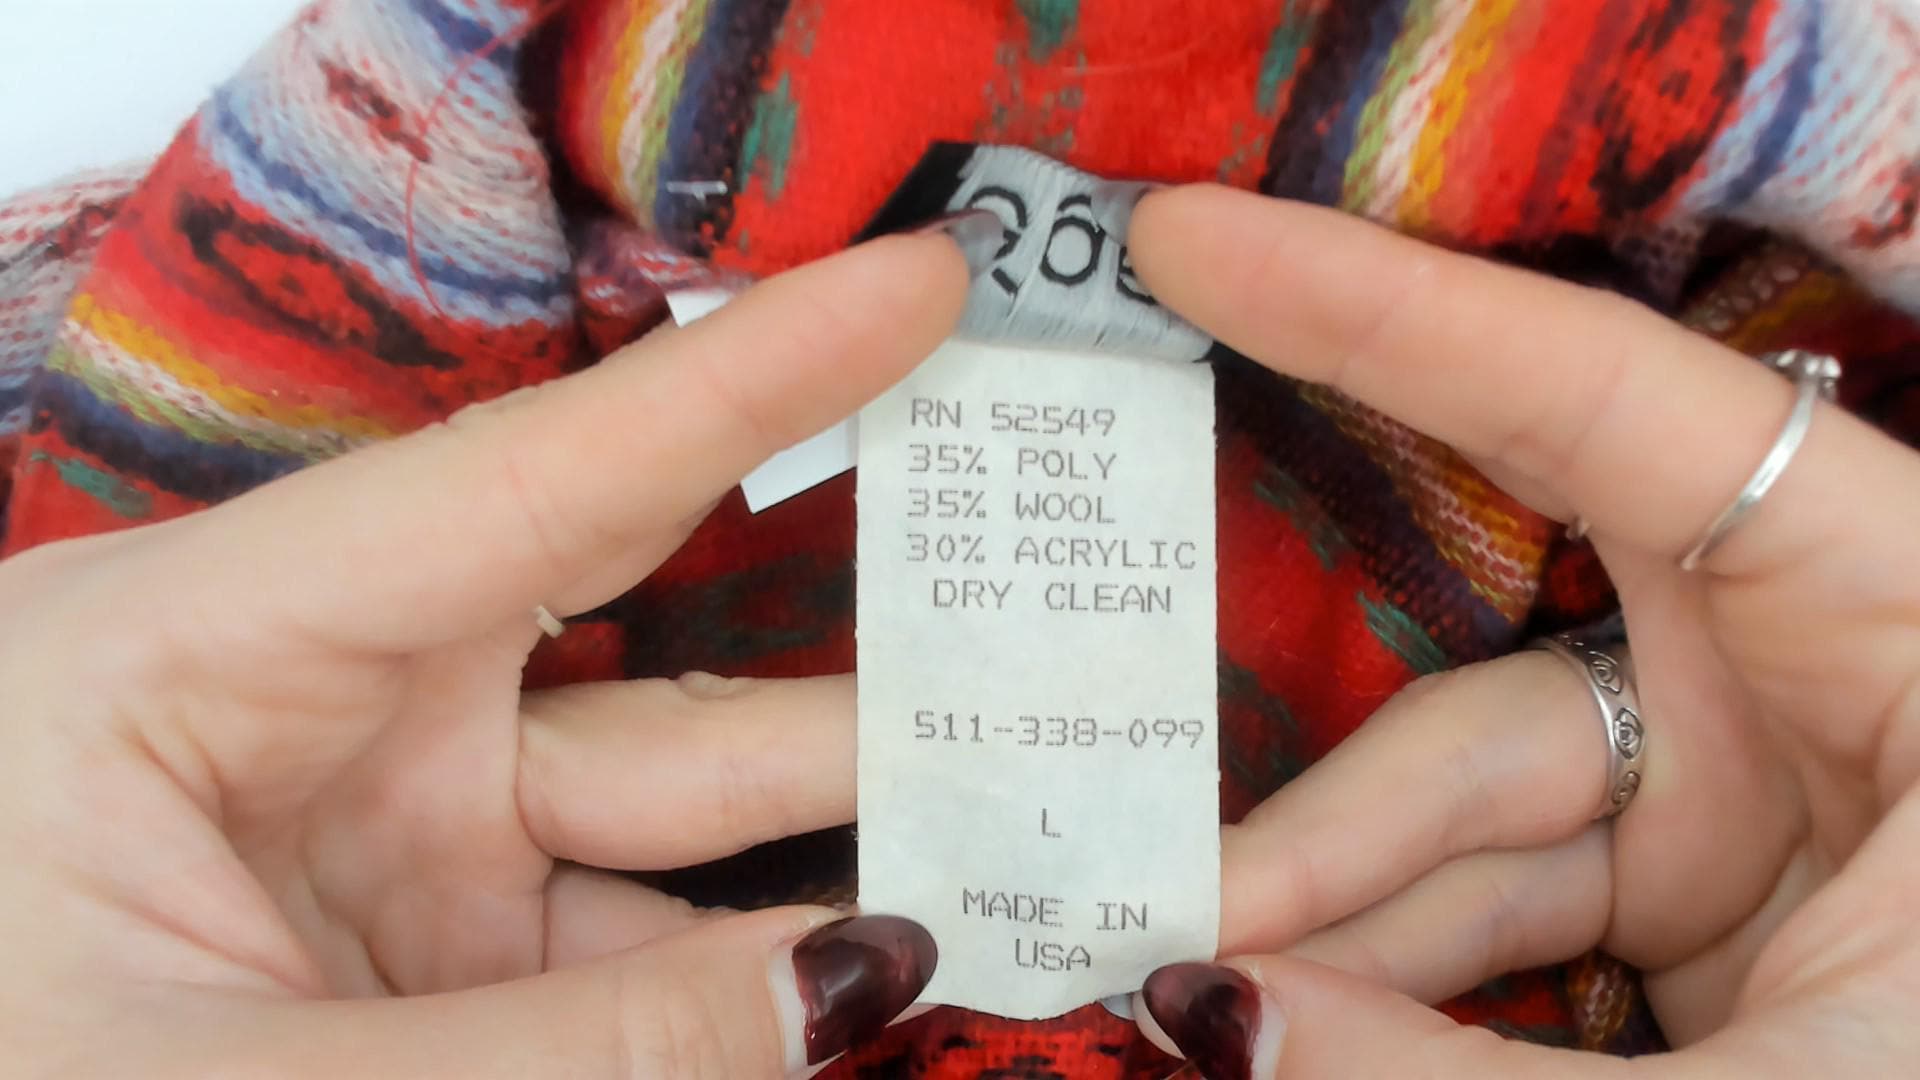 RN 52549
35% POLY
35% WOOL
30% ACRYLIC
DRY CLEAN
511-338-099
L
MADE IN
USA